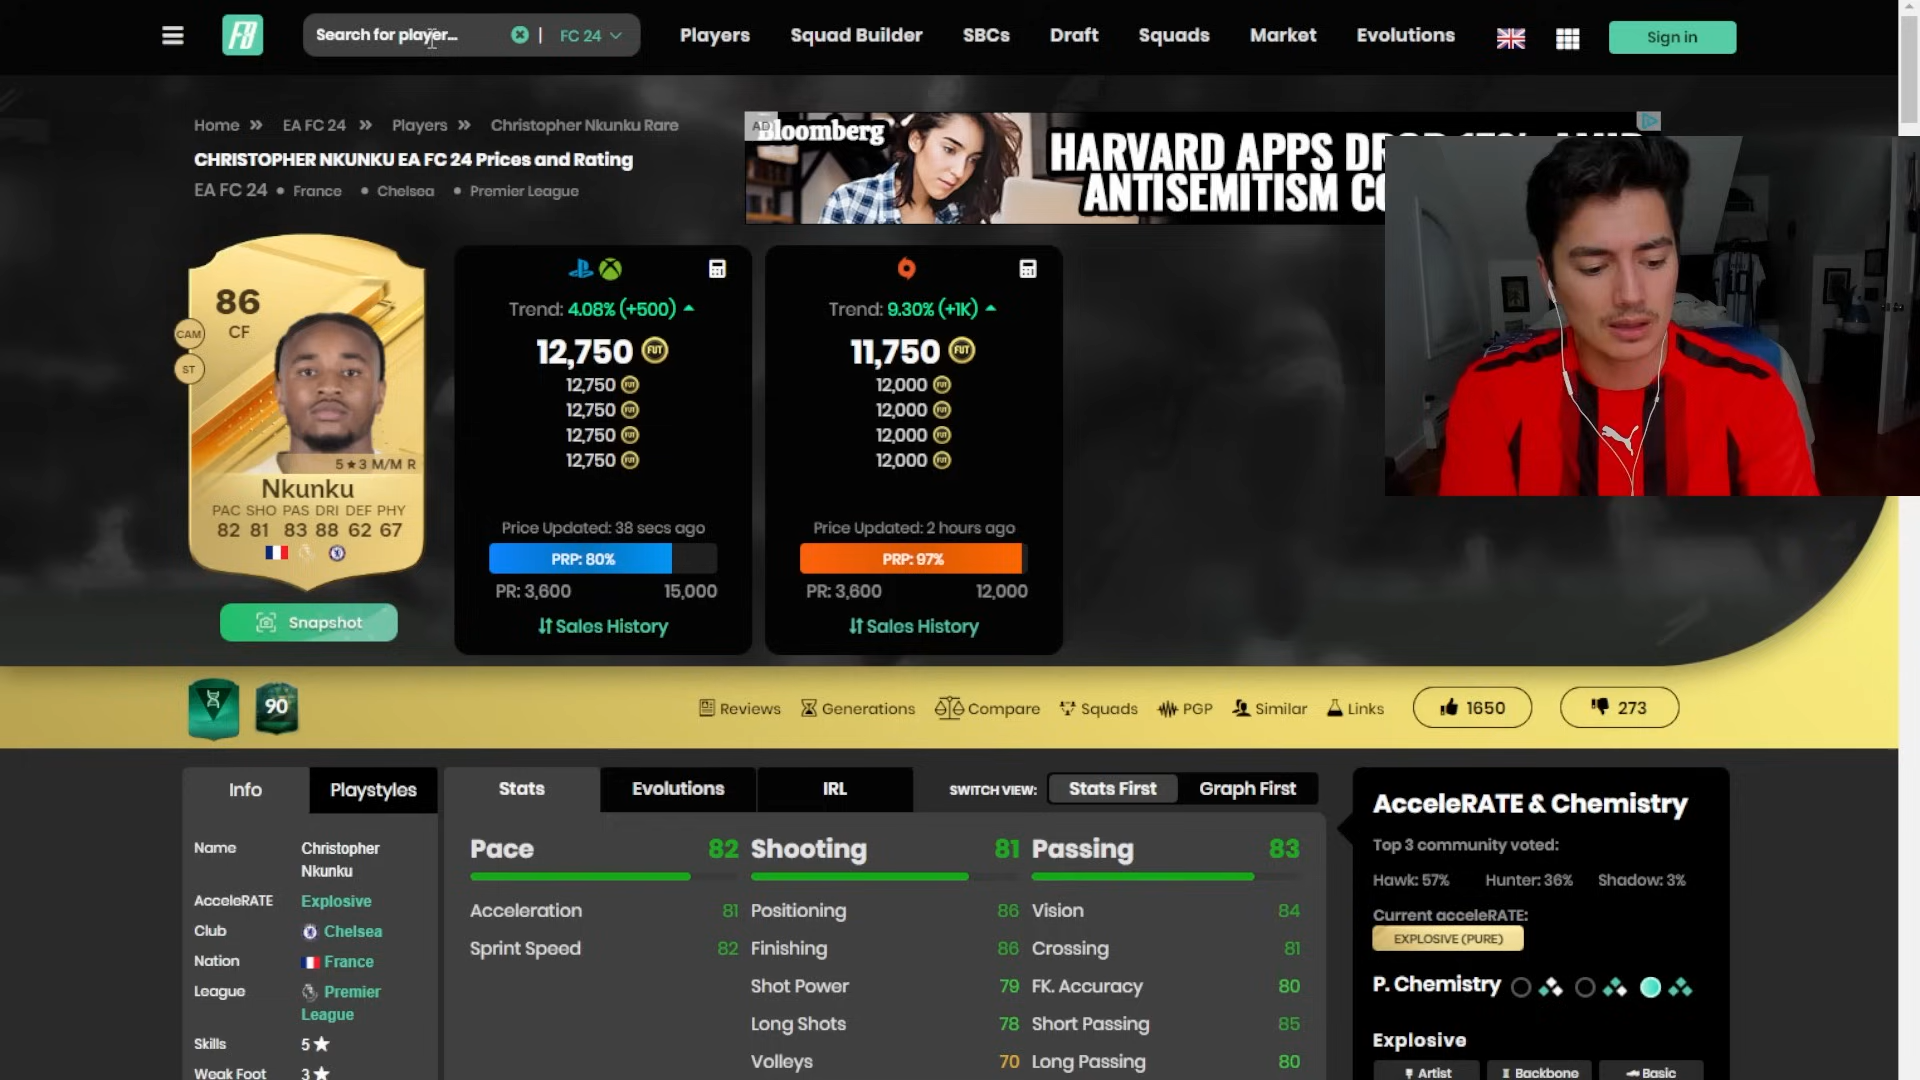 F8 Search for player... | FC 24 Players Squad Builder SBCs Draft Squads Market Evolutions Sign in
Home » EA FC 24 » Players » Christopher Nkunku Rare
CHRISTOPHER NKUNKU EA FC 24 Prices and Rating
EA FC 24 • France • Chelsea • Premier League
AD
Bloomberg
HARVARD APPS
ANTISEMITISM
86
CF
CAM
ST
5★3 M/M R
Nkunku
PAC SHO PAS DRI DEF PHY
82 81 83 88 62 67
Snapshot
Trend: 4.08% (+500)
12,750 FUT
12,750
12,750
12,750
12,750
Price Updated: 38 secs ago
PRP: 80%
PR: 3,600 15,000
Sales History
Trend: 9.30% (+1K)
11,750 FUT
12,000
12,000
12,000
12,000
Price Updated: 2 hours ago
PRP: 97%
PR: 3,600 12,000
Sales History
90 Reviews Generations Compare Squads PGP Similar Links 1650 273
Info Playstyles
Name Christopher
Nkunku
AcceleRATE Explosive
Club Chelsea
Nation France
League Premier
League
Skills 5★
Weak Foot 3★
Stats Evolutions IRL SWITCH VIEW: Stats First Graph First
Pace 82 Shooting 81 Passing 83
Acceleration 81 Positioning 86 Vision 84
Sprint Speed 82 Finishing 86 Crossing 81
Shot Power 79 FK. Accuracy 80
Long Shots 78 Short Passing 85
Volleys 70 Long Passing 80
AcceleRATE & Chemistry
Top 3 community voted:
Hawk: 57% Hunter: 36% Shadow: 3%
Current acceleRATE:
EXPLOSIVE (PURE)
P. Chemistry
Explosive
Artist Backbone Basic